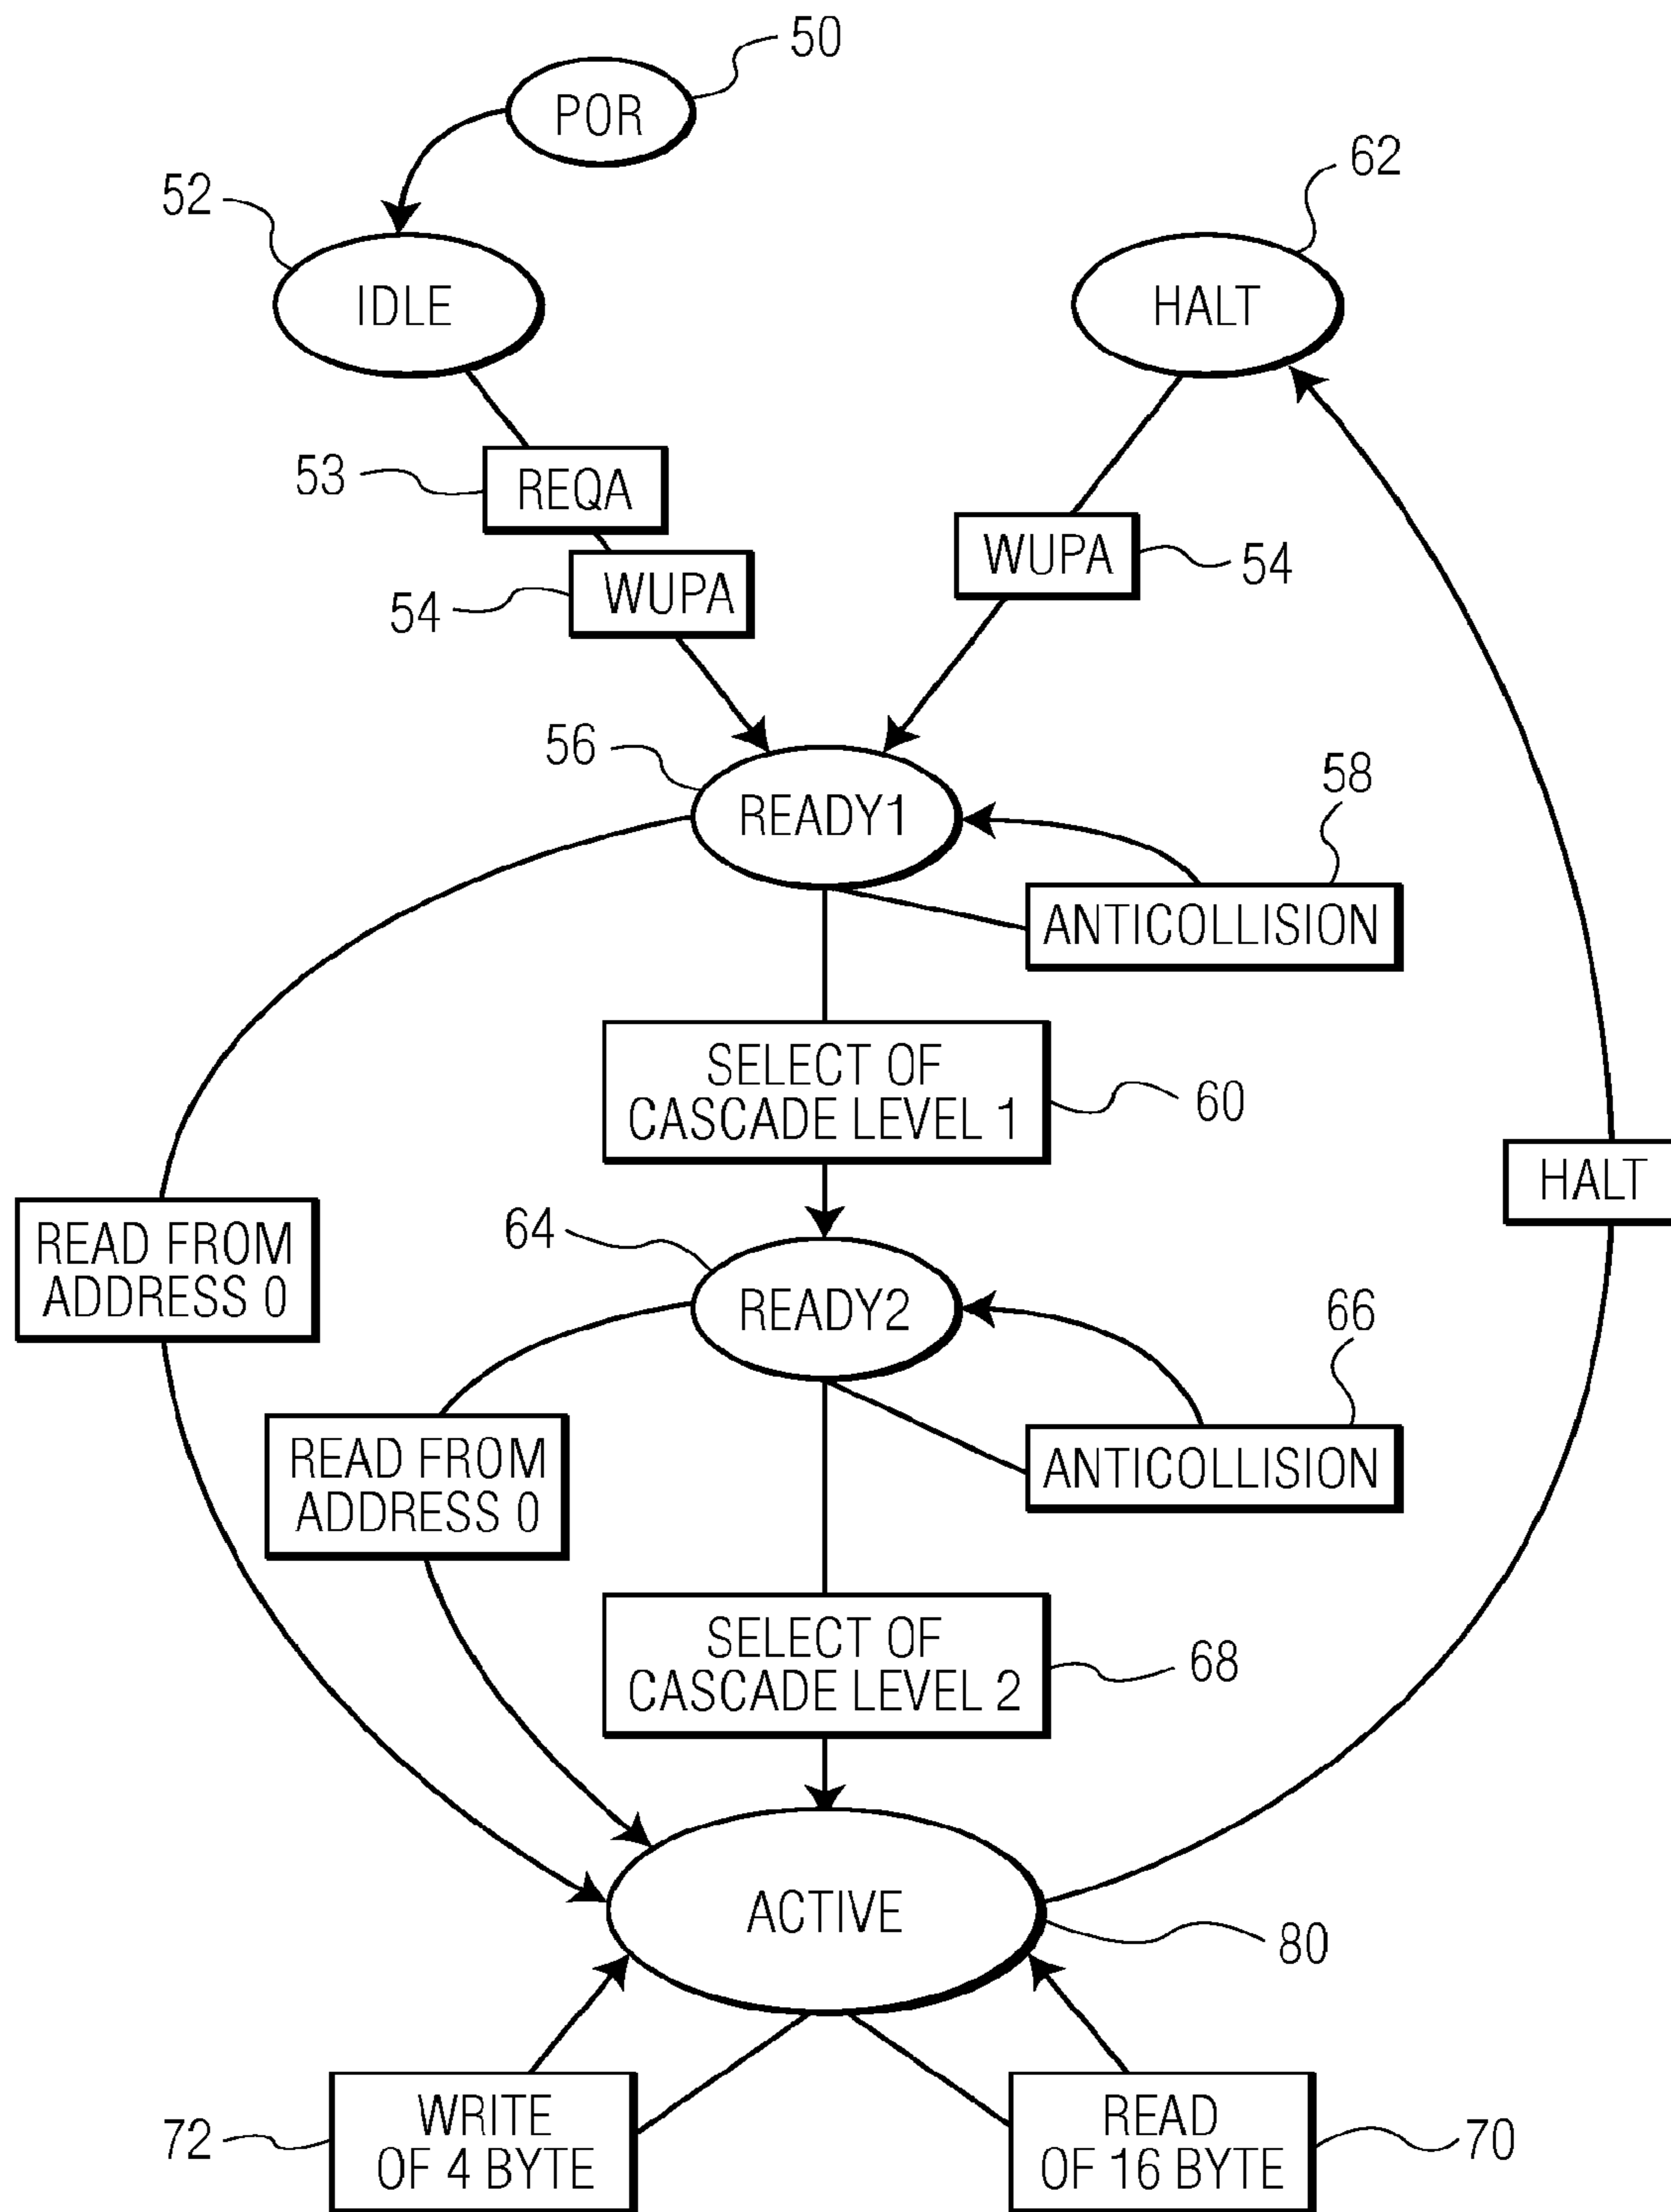 50
POR
62
52
IDLE
HALT
53
REQA
54
WUPA
WUPA
54
56
READY1
58
ANTICOLLISION
SELECT OF
CASCADE LEVEL 1
60
HALT
READ FROM
ADDRESS 0
64
READY2
66
READ FROM
ADDRESS 0
ANTICOLLISION
SELECT OF
CASCADE LEVEL 2
68
ACTIVE
80
72
WRITE
OF 4 BYTE
READ
OF 16 BYTE
70